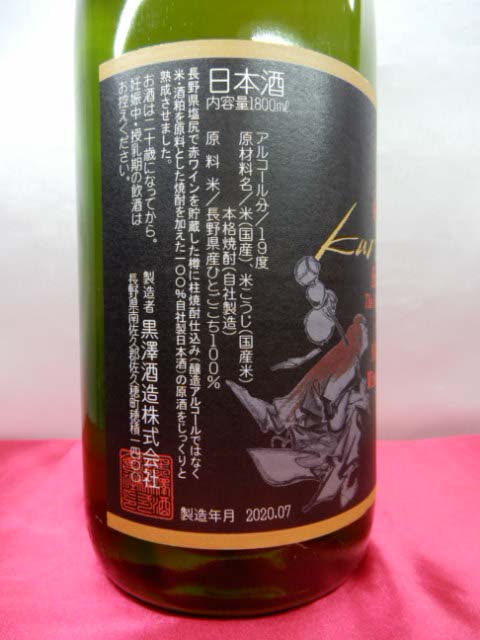 日本酒
内容量1800ml
アルコール分/19度
原材料名/米(国産)、米こうじ(国産米)
本格焼酎(自社製造)
原料米/長野県産ひとごこち100%
長野県塩尻で赤ワインを貯蔵した樽に柱焼酎仕込み(醸造アルコールではなく
米・酒粕を原料とした焼酎を加えた一〇〇%自社製日本酒)の原酒をじっくりと
熟成させました。
お酒は二十歳になってから。
妊娠中・授乳期の飲酒は
お控えください。
製造者 黒澤酒造株式会社
長野県南佐久郡佐久穂町穂積一四〇〇
製造年月 2020.07